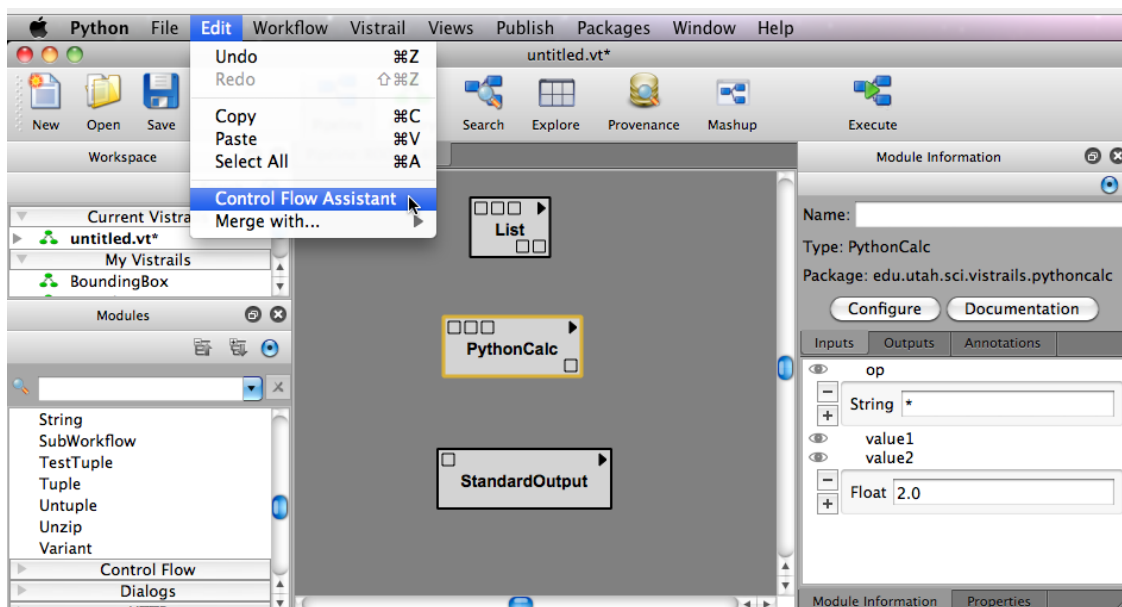 Python File Edit Workflow Vistrail Views Publish Packages Window Help
untitled.vt*
Undo ⌘Z
Redo ⇧⌘Z
Copy ⌘C
Paste ⌘V
Select All ⌘A
Control Flow Assistant
Merge with...
New Open Save Search Explore Provenance Mashup Execute
Workspace
Current Vistra
untitled.vt*
My Vistrails
BoundingBox
Modules
String
SubWorkflow
TestTuple
Tuple
Untuple
Unzip
Variant
Control Flow
Dialogs
List
PythonCalc
StandardOutput
Module Information
Name:
Type: PythonCalc
Package: edu.utah.sci.vistrails.pythoncalc
Configure Documentation
Inputs Outputs Annotations
op
String *
value1
value2
Float 2.0
Module Information Properties